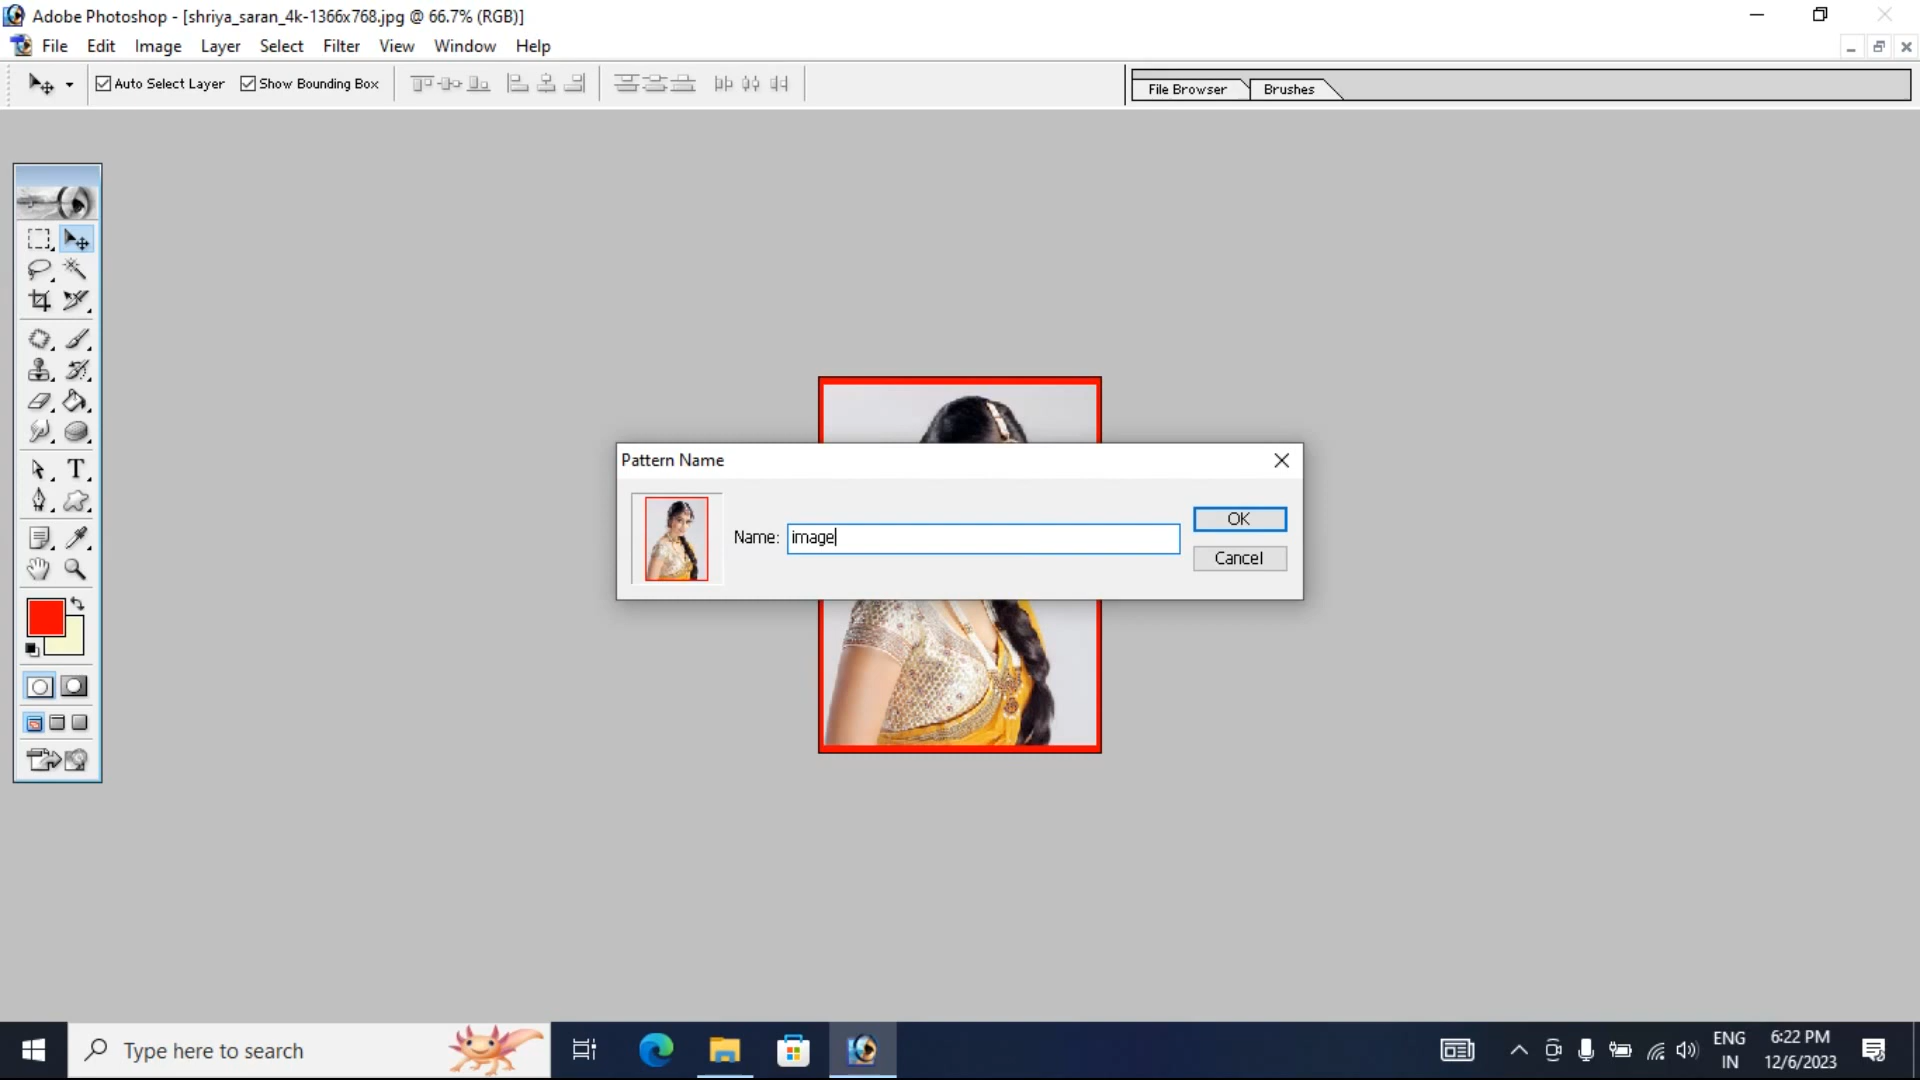 Adobe Photoshop - [shriya_saran_4k-1366x768.jpg @ 66.7% (RGB)]
File Edit Image Layer Select Filter View Window Help
Auto Select Layer Show Bounding Box
File Browser Brushes
Pattern Name
Name: image
OK
Cancel
T
Type here to search
ENG
IN
6:22 PM
12/6/2023